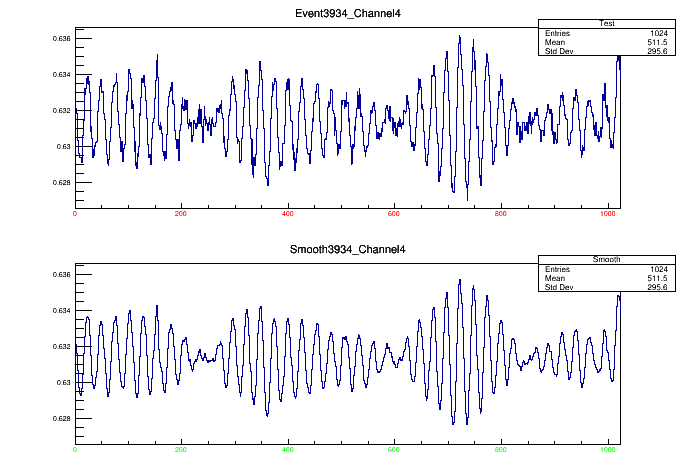 Event3934_Channel4
Test
Entries 1024
Mean 511.5
Std Dev 295.6
0.636
0.634
0.632
0.63
0.628
0 200 400 600 800 1000
Smooth3934_Channel4
Smooth
Entries 1024
Mean 511.5
Std Dev 295.6
0.636
0.634
0.632
0.63
0.628
0 200 400 600 800 1000